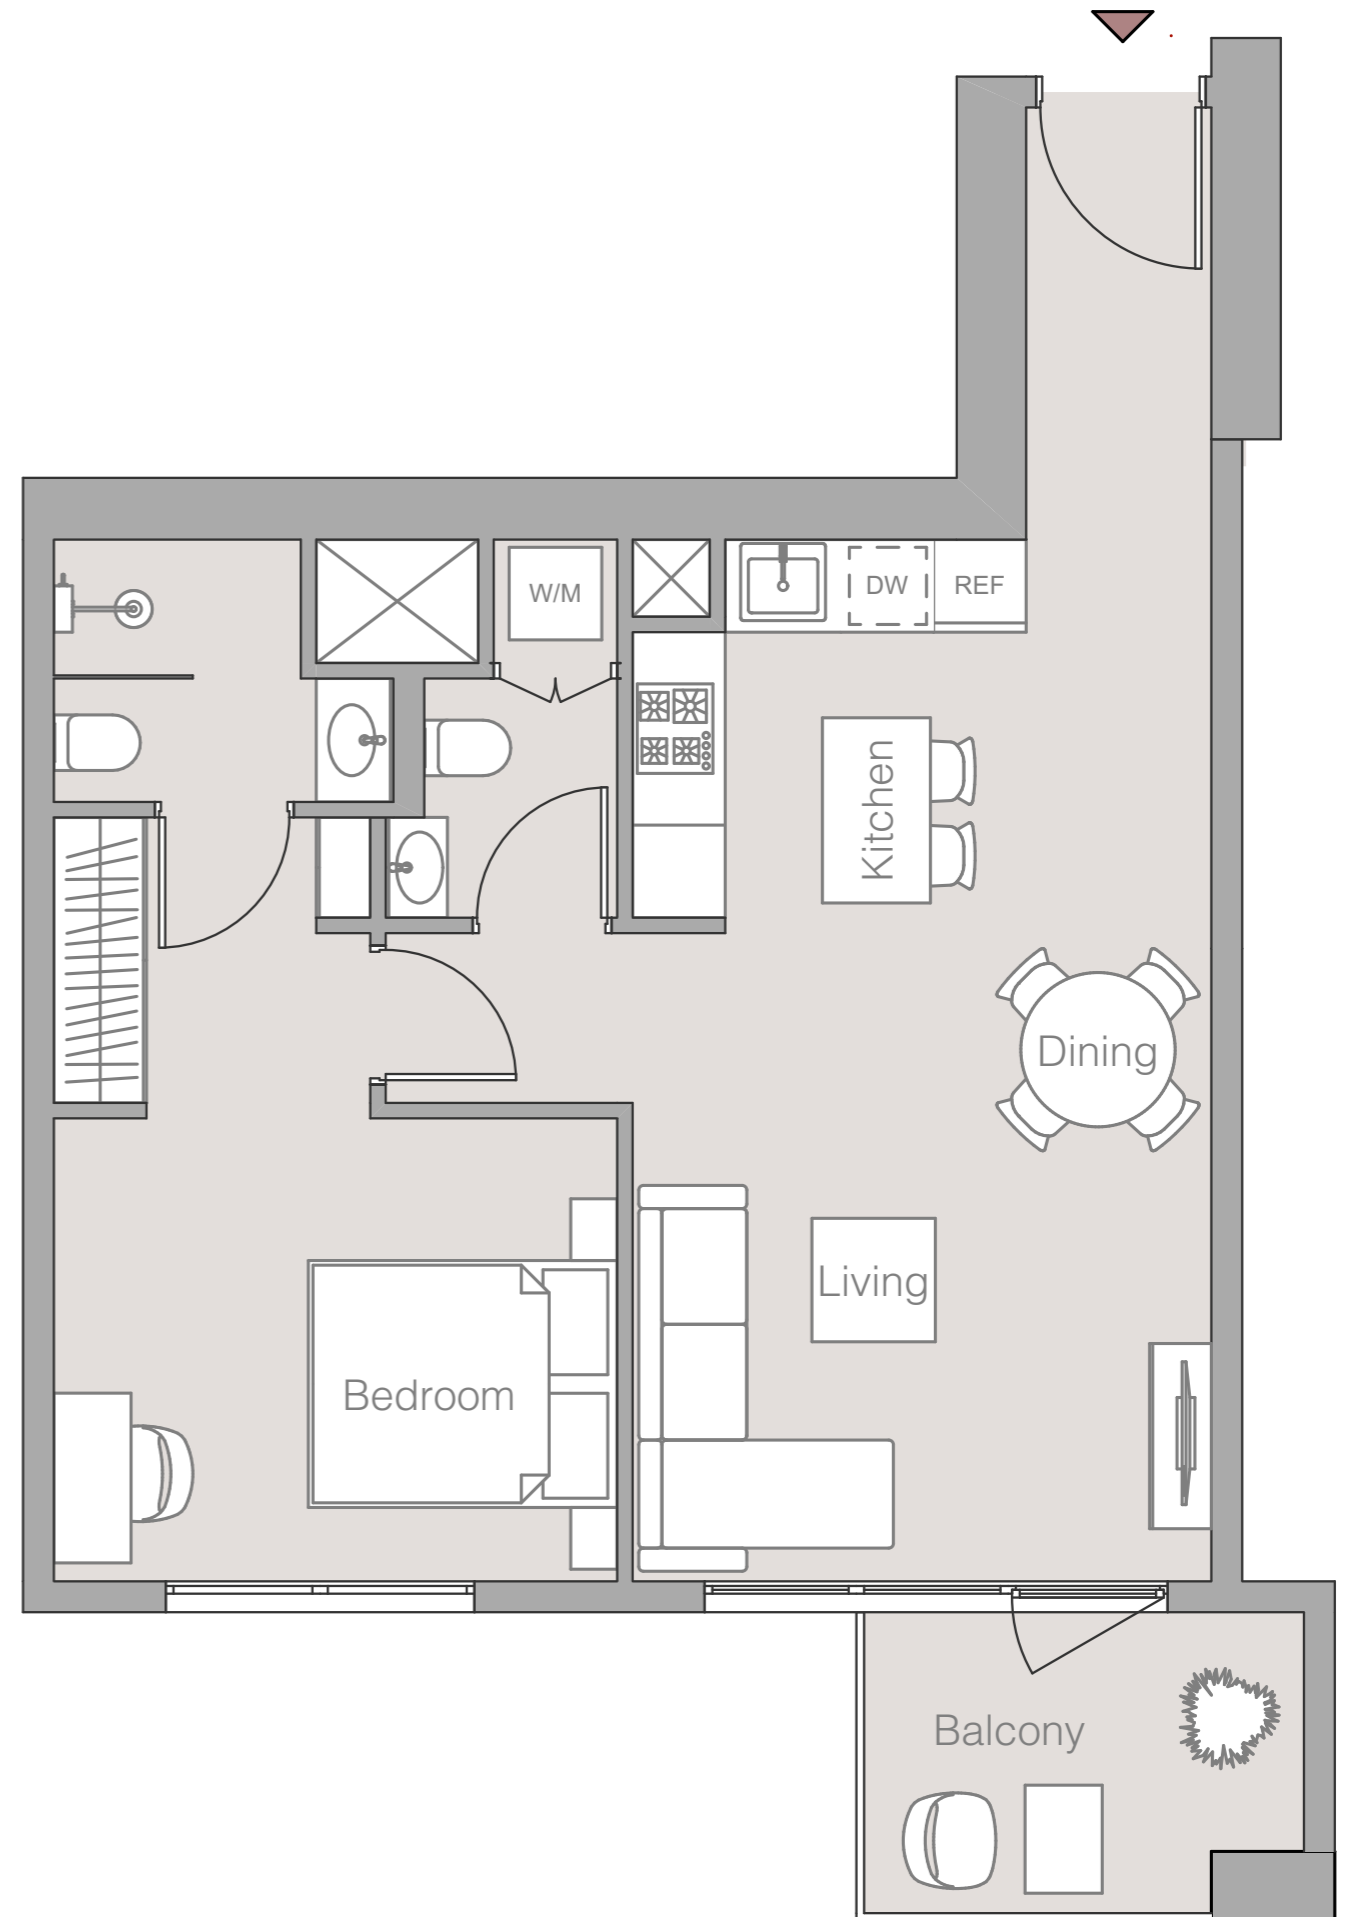 W/M
DW
REF
Kitchen
Dining
Living
Bedroom
Balcony